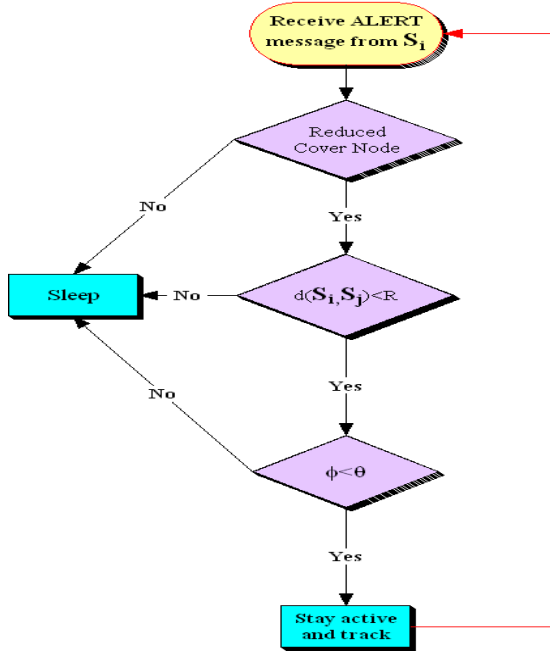 Receive ALERT
message from Si
Reduced
Cover Node
No
Yes
Sleep
No
d(Si,Sj)<R
Yes
No
ϕ<θ
Yes
Stay active
and track